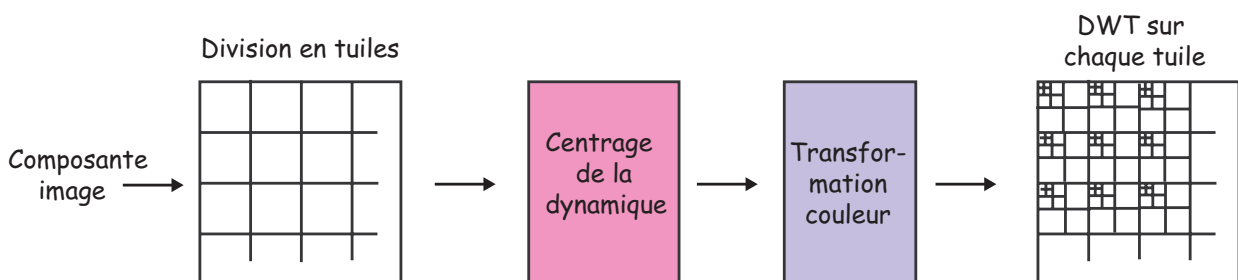 Composante
image
Division en tuiles
Centrage
de la
dynamique
Transfor-
mation
couleur
DWT sur
chaque tuile